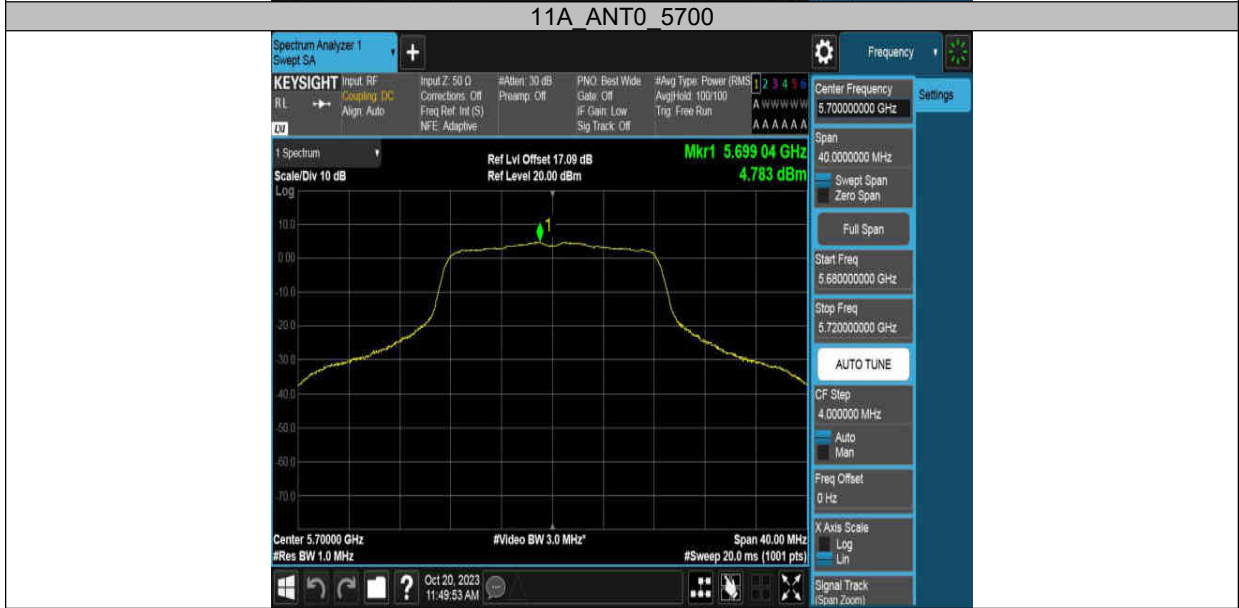 11A_ANT0_5700
Spectrum Analyzer 1
Swept SA
Frequency
KEYSIGHT
RL
LXI
Input: RF
Coupling: DC
Align: Auto
Input Z: 50 Ω
Corrections: Off
Freq Ref: Int (S)
NFE: Adaptive
#Atten: 30 dB
Preamp: Off
PNO: Best Wide
Gate: Off
IF Gain: Low
Sig Track: Off
#Avg Type: Power (RMS
Avg|Hold: 100/100
Trig: Free Run
1 2 3 4 5 6
A W W W W W
A A A A A A
Center Frequency
5.700000000 GHz
Settings
Span
40.0000000 MHz
Swept Span
Zero Span
Full Span
Start Freq
5.680000000 GHz
Stop Freq
5.720000000 GHz
AUTO TUNE
CF Step
4.000000 MHz
Auto
Man
Freq Offset
0 Hz
X Axis Scale
Log
Lin
Signal Track
(Span Zoom)
1 Spectrum
Scale/Div 10 dB
Log
Ref Lvl Offset 17.09 dB
Ref Level 20.00 dBm
Mkr1 5.699 04 GHz
4.783 dBm
1
10.0
0.00
-10.0
-20.0
-30.0
-40.0
-50.0
-60.0
-70.0
Center 5.70000 GHz
#Video BW 3.0 MHz*
Span 40.00 MHz
#Res BW 1.0 MHz
#Sweep 20.0 ms (1001 pts)
?
Oct 20, 2023
11:49:53 AM